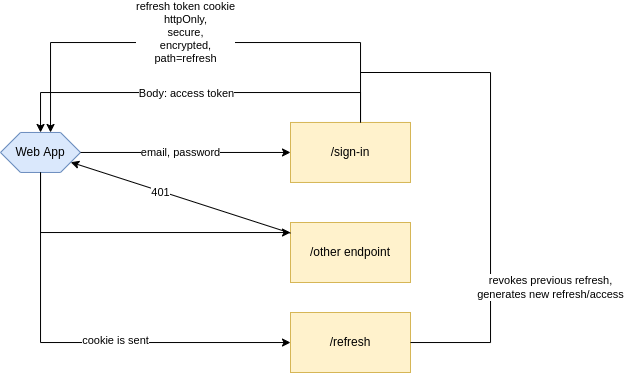 refresh token cookie
httpOnly,
secure,
encrypted,
path=refresh
Body: access token
Web App
email, password
/sign-in
401
/other endpoint
revokes previous refresh,
generates new refresh/access
cookie is sent
/refresh